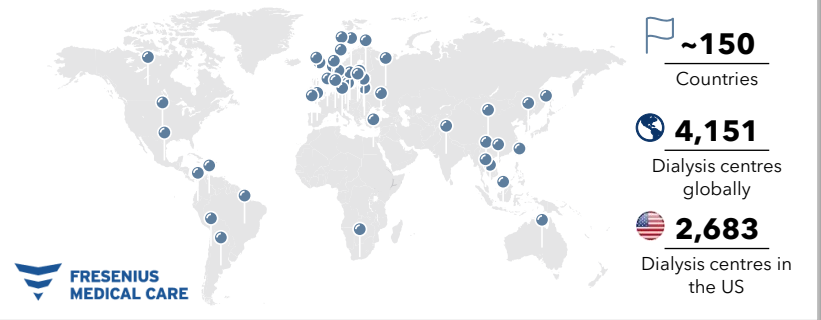 ~150
Countries
4,151
Dialysis centres
globally
2,683
Dialysis centres in
the US
FRESENIUS
MEDICAL CARE